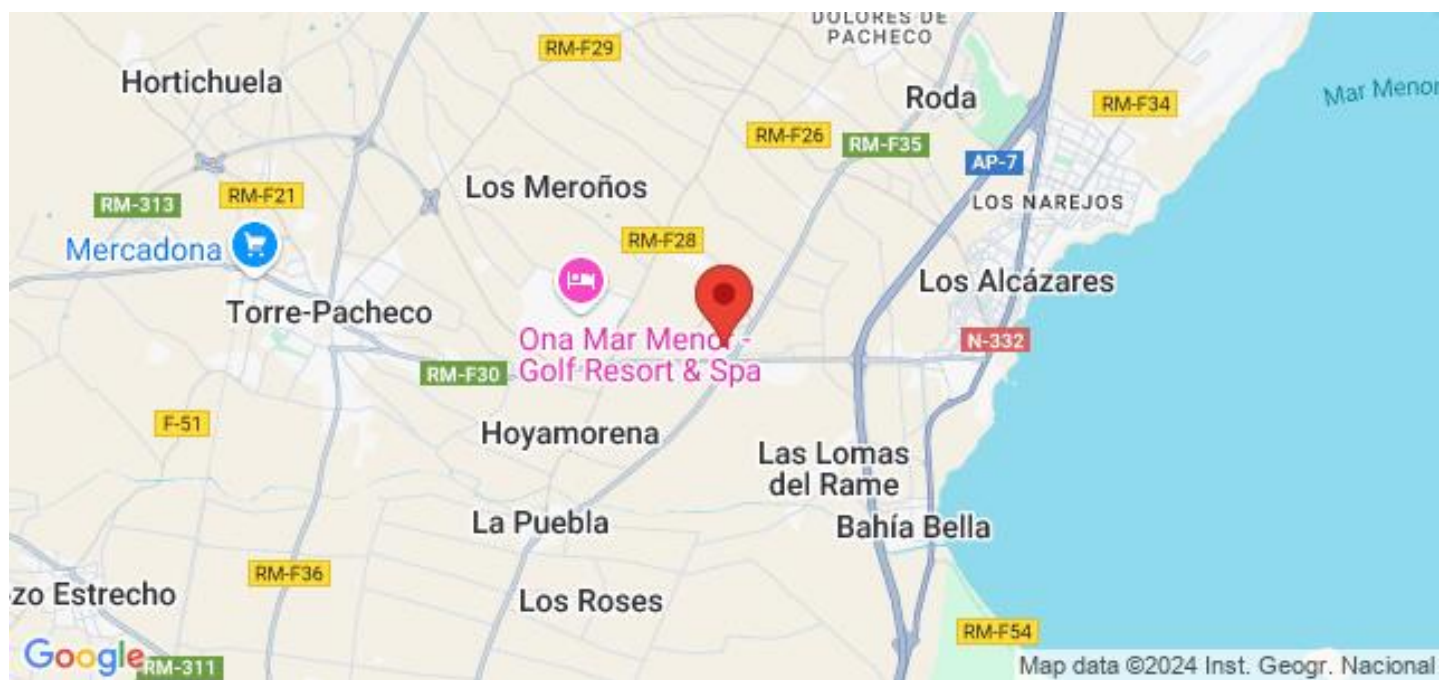 DOLORES DE
PACHECO
RM-F29
Hortichuela
Mar Menor
Roda
RM-F34
RM-F26
RM-F35
AP-7
Los Meroños
RM-F21
RM-313
LOS NAREJOS
Mercadona
RM-F28
Los Alcázares
Torre-Pacheco
Ona Mar Menor -
Golf Resort & Spa
N-332
RM-F30
F-51
Hoyamorena
Las Lomas
del Rame
La Puebla
Bahía Bella
RM-F36
zo Estrecho
Los Roses
RM-F54
Google
RM-311
Map data ©2024 Inst. Geogr. Nacional